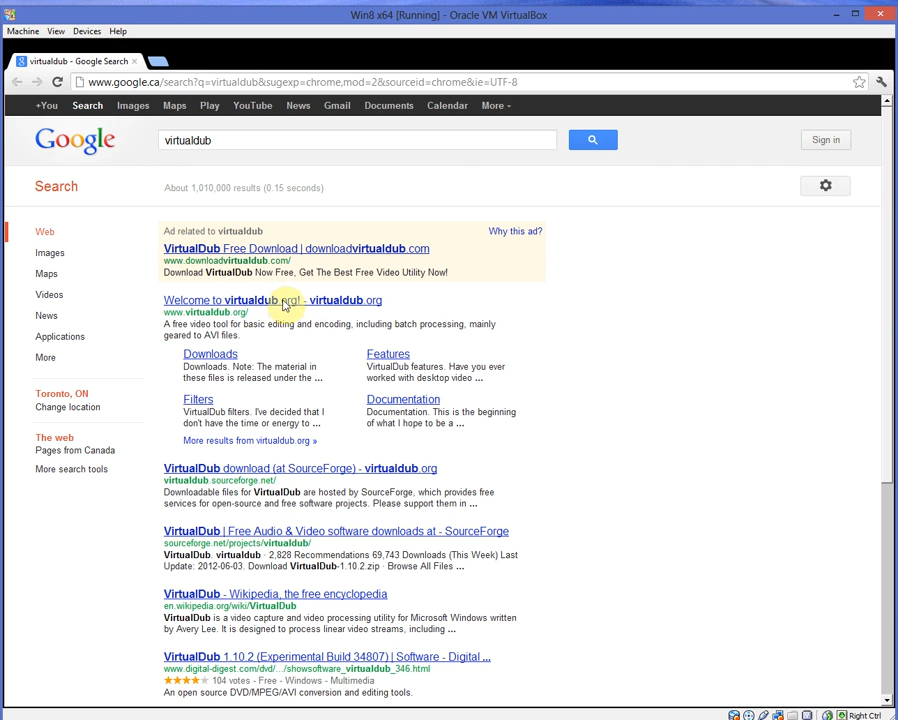 Win8 x64 [Running] - Oracle VM VirtualBox
Machine View Devices Help
virtualdub - Google Search
www.google.ca/search?q=virtualdub&sugexp=chrome,mod=2&sourceid=chrome&ie=UTF-8
+You Search Images Maps Play YouTube News Gmail Documents Calendar More
Google virtualdub Sign in
Search About 1,010,000 results (0.15 seconds)
Web
Images
Maps
Videos
News
Applications
More
Toronto, ON
Change location
The web
Pages from Canada
More search tools
Ad related to virtualdub Why this ad?
VirtualDub Free Download | downloadvirtualdub.com
www.downloadvirtualdub.com/
Download VirtualDub Now Free, Get The Best Free Video Utility Now!
Welcome to virtualdub.org! - virtualdub.org
www.virtualdub.org/
A free video tool for basic editing and encoding, including batch processing, mainly
geared to AVI files.
Downloads
Downloads. Note: The material in
these files is released under the ...
Features
VirtualDub features. Have you ever
worked with desktop video ...
Filters
VirtualDub filters. I've decided that I
don't have the time or energy to ...
Documentation
Documentation. This is the beginning
of what I hope to be a ...
More results from virtualdub.org »
VirtualDub download (at SourceForge) - virtualdub.org
virtualdub.sourceforge.net/
Downloadable files for VirtualDub are hosted by SourceForge, which provides free
services for open-source and free software projects. Please support them in ...
VirtualDub | Free Audio & Video software downloads at - SourceForge
sourceforge.net/projects/virtualdub/
VirtualDub. virtualdub · 2,828 Recommendations 69,743 Downloads (This Week) Last
Update: 2012-06-03. Download VirtualDub-1.10.2.zip · Browse All Files ...
VirtualDub - Wikipedia, the free encyclopedia
en.wikipedia.org/wiki/VirtualDub
VirtualDub is a video capture and video processing utility for Microsoft Windows written
by Avery Lee. It is designed to process linear video streams, including ...
VirtualDub 1.10.2 (Experimental Build 34807) | Software - Digital ...
www.digital-digest.com/dvd/.../showsoftware_virtualdub_346.html
104 votes - Free - Windows - Multimedia
An open source DVD/MPEG/AVI conversion and editing tools.
Right Ctrl